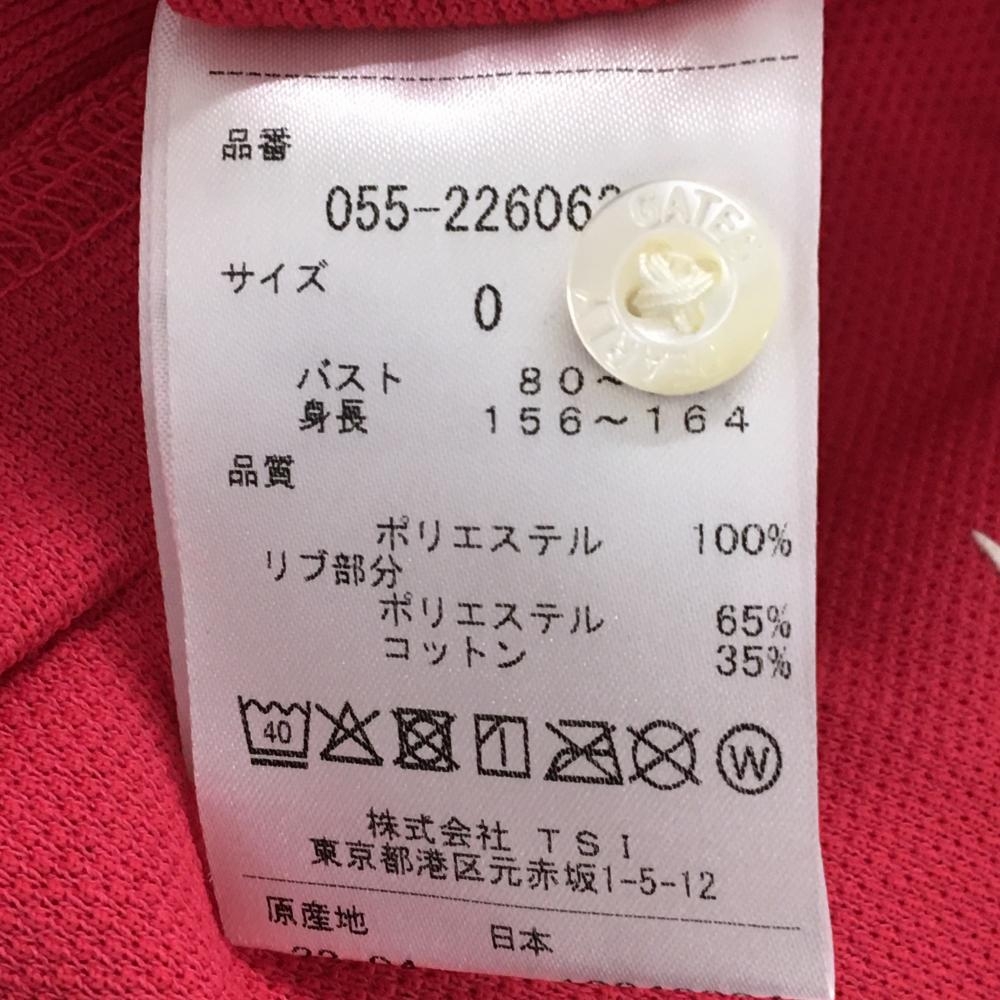 品番
055-226062
サイズ
0
バスト 80~
身長 156~164
品質
ポリエステル 100%
リブ部分
ポリエステル 65%
コットン 35%
40
W
株式会社 TSI
東京都港区元赤坂1-5-12
原産地 日本
GATE